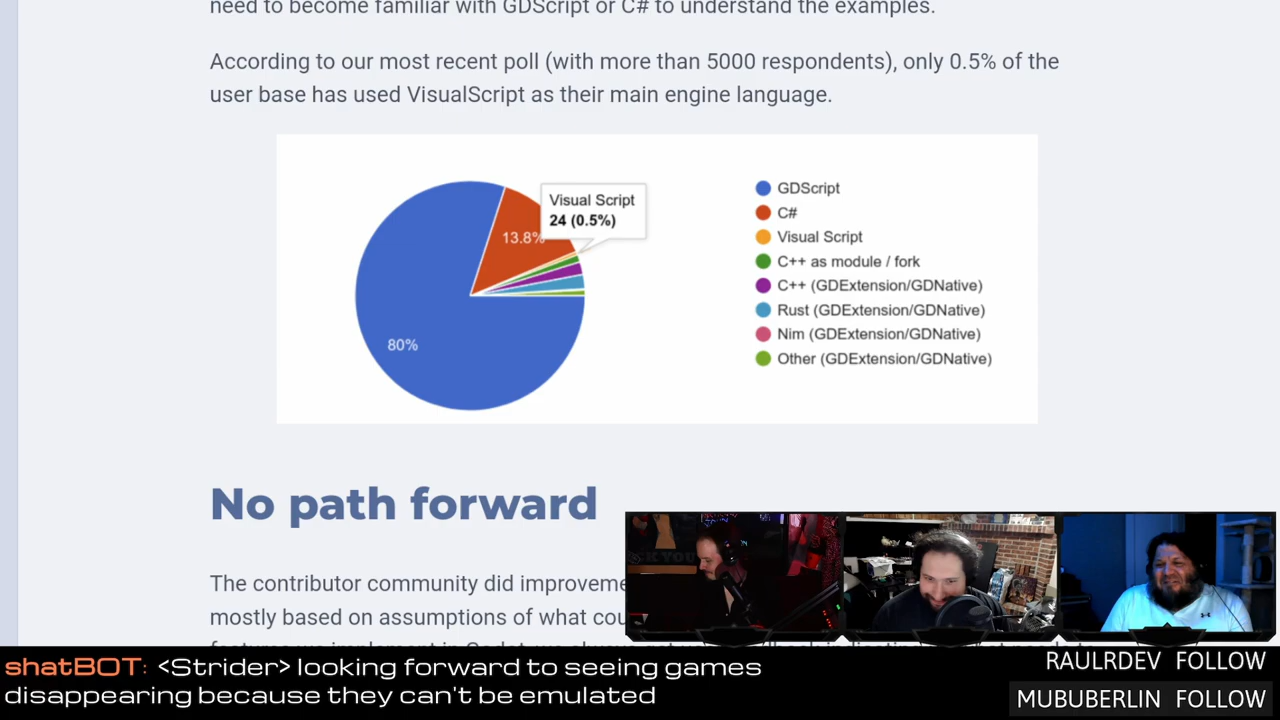 need to become familiar with GDScript or C# to understand the examples.
According to our most recent poll (with more than 5000 respondents), only 0.5% of the
user base has used VisualScript as their main engine language.
Visual Script
24 (0.5%)
13.8%
80%
GDScript
C#
Visual Script
C++ as module / fork
C++ (GDExtension/GDNative)
Rust (GDExtension/GDNative)
Nim (GDExtension/GDNative)
Other (GDExtension/GDNative)
No path forward
The contributor community did improveme
mostly based on assumptions of what cou
shatBOT: <Strider> looking forward to seeing games
disappearing because they can't be emulated
RAULRDEV FOLLOW
MUBUBERLIN FOLLOW